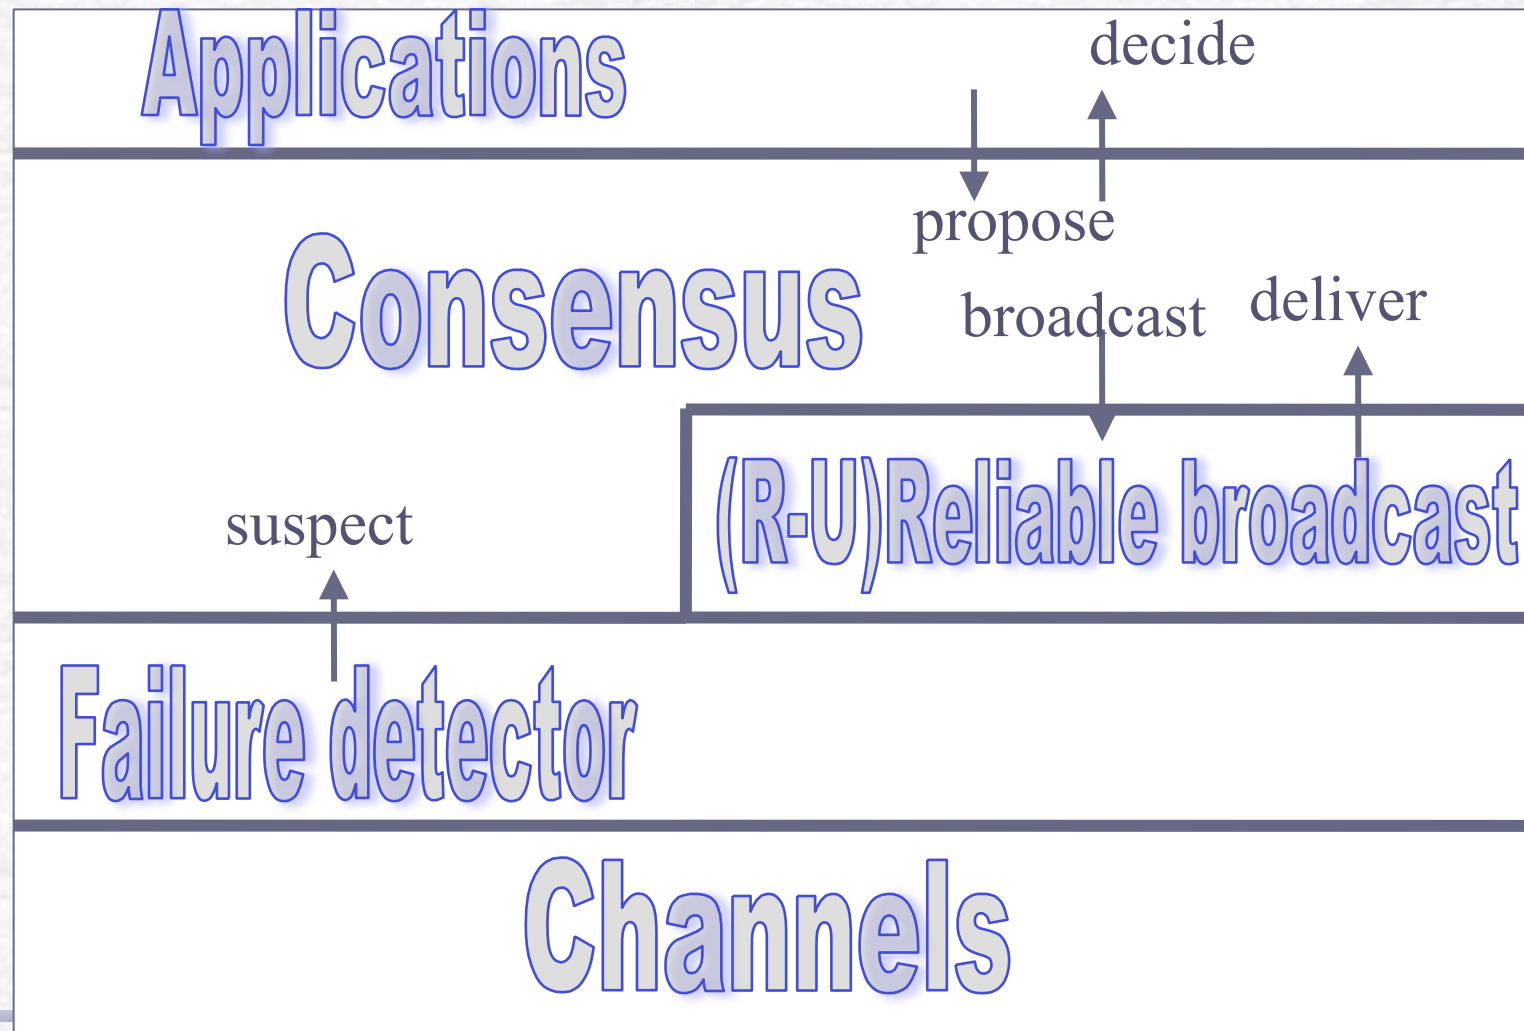 Applications
decide
propose
Consensus
broadcast
deliver
(R-U)Reliable broadcast
suspect
Failure detector
Channels